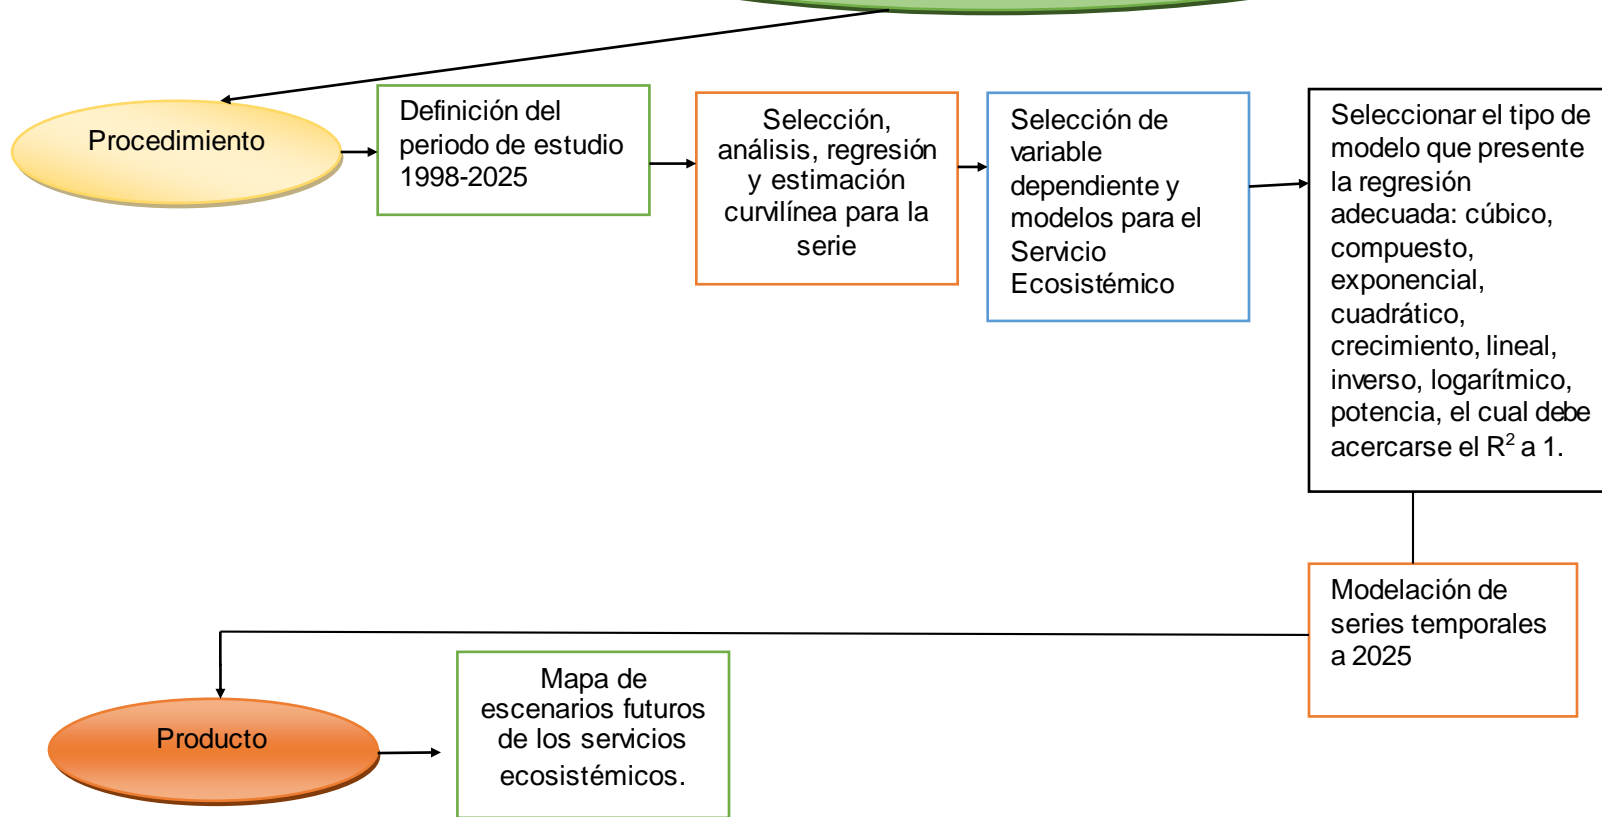 Procedimiento
Definición del
periodo de estudio
1998-2025
Selección,
análisis, regresión
y estimación
curvilínea para la
serie
Selección de
variable
dependiente y
modelos para el
Servicio
Ecosistémico
Seleccionar el tipo de
modelo que presente
la regresión
adecuada: cúbico,
compuesto,
exponencial,
cuadrático,
crecimiento, lineal,
inverso, logarítmico,
potencia, el cual debe
acercarse el R² a 1.
Modelación de
series temporales
a 2025
Producto
Mapa de
escenarios futuros
de los servicios
ecosistémicos.